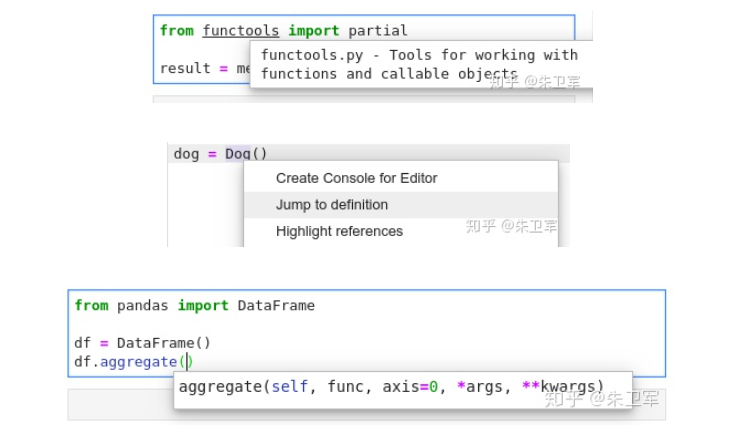 from functools import partial
functools.py - Tools for working with
result = me
functions and callable objects
知乎 @朱卫军
dog = Dog()
Create Console for Editor
Jump to definition
Highlight references
知乎 @朱卫军
from pandas import DataFrame
df = DataFrame()
df.aggregate()
aggregate(self, func, axis=0, *args, **kwargs)
知乎 @朱卫军